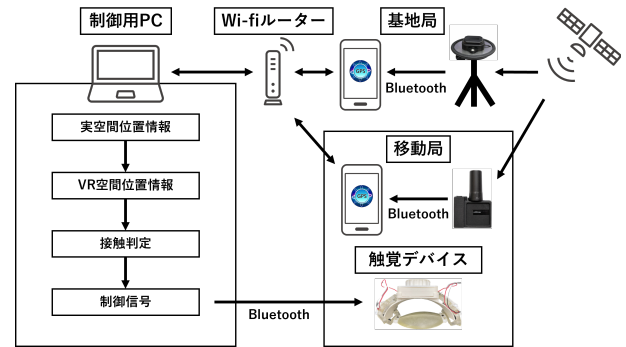 制御用PC
Wi-fiルーター
基地局
GPS
Bluetooth
実空間位置情報
移動局
VR空間位置情報
GPS
Bluetooth
接触判定
触覚デバイス
制御信号
Bluetooth